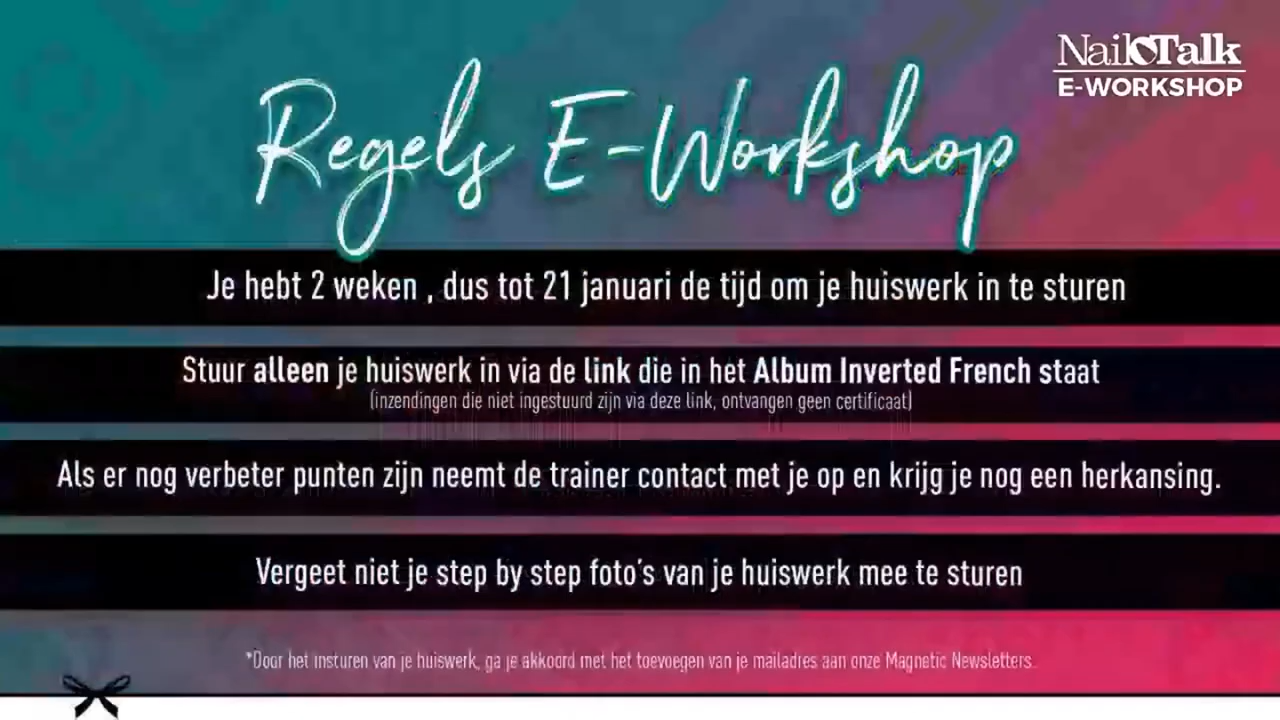 Nail Talk
E-WORKSHOP
Regels E-Workshop
Je hebt 2 weken , dus tot 21 januari de tijd om je huiswerk in te sturen
Stuur alleen je huiswerk in via de link die in het Album Inverted French staat
(inzendingen die niet ingestuurd zijn via deze link, ontvangen geen certificaat)
Als er nog verbeter punten zijn neemt de trainer contact met je op en krijg je nog een herkansing.
Vergeet niet je step by step foto's van je huiswerk mee te sturen
*Door het insturen van je huiswerk, ga je akkoord met het toevoegen van je mailadres aan onze Magnetic Newsletters.